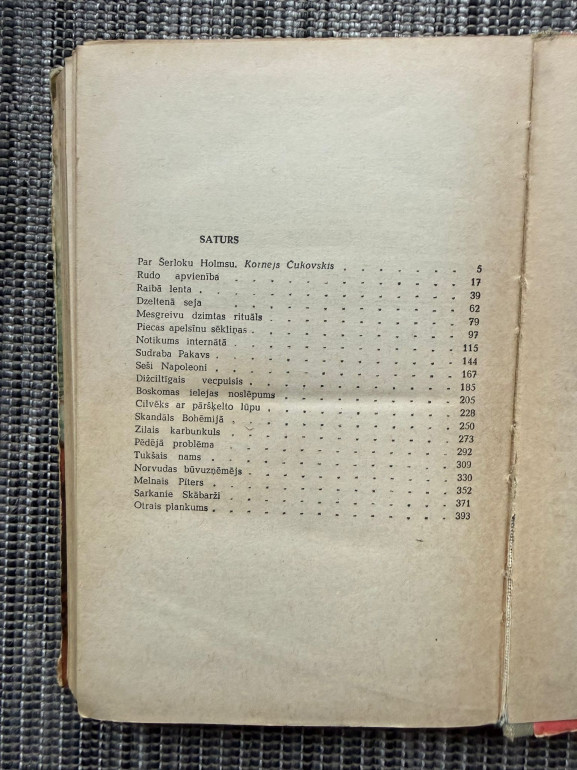 SATURS
Par Šerloku Holmsu. Kornejs Čukovskis . . . . . . . 5
Rudo apvienība . . . . . . . . . . . 17
Raibā lenta . . . . . . . . . . . . 39
Dzeltenā seja . . . . . . . . . . . 62
Mesgreivu dzimtas rituāls . . . . . . . . . 79
Piecas apelsīnu sēkliņas . . . . . . . . . . 97
Notikums internātā . . . . . . . . . . 115
Sudraba Pakavs . . . . . . . . . . . 144
Seši Napoleoni . . . . . . . . . . . 167
Dižciltīgais vecpuisis . . . . . . . . . . 185
Boskomas ielejas noslēpums . . . . . . . . . 205
Cilvēks ar pāršķelto lūpu . . . . . . . . . 228
Skandāls Bohēmijā . . . . . . . . . . 250
Zilais karbunkuls . . . . . . . . . . 273
Pēdējā problēma . . . . . . . . . . 292
Tukšais nams . . . . . . . . . . . 309
Norvudas būvuzņēmējs . . . . . . . . . 330
Melnais Pīters . . . . . . . . . . . 352
Sarkanie Skābarži . . . . . . . . . . 371
Otrais plankums . . . . . . . . . . . 393